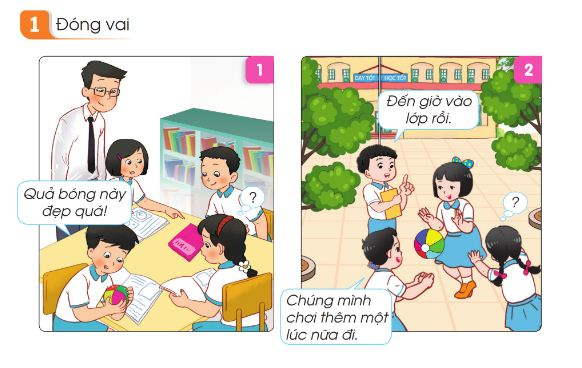 1 Đóng vai
1
Quả bóng này
đẹp quá!
?
2
DẠY TỐT HỌC TỐT
Đến giờ vào
lớp rồi.
?
Chúng mình
chơi thêm một
lúc nữa đi.